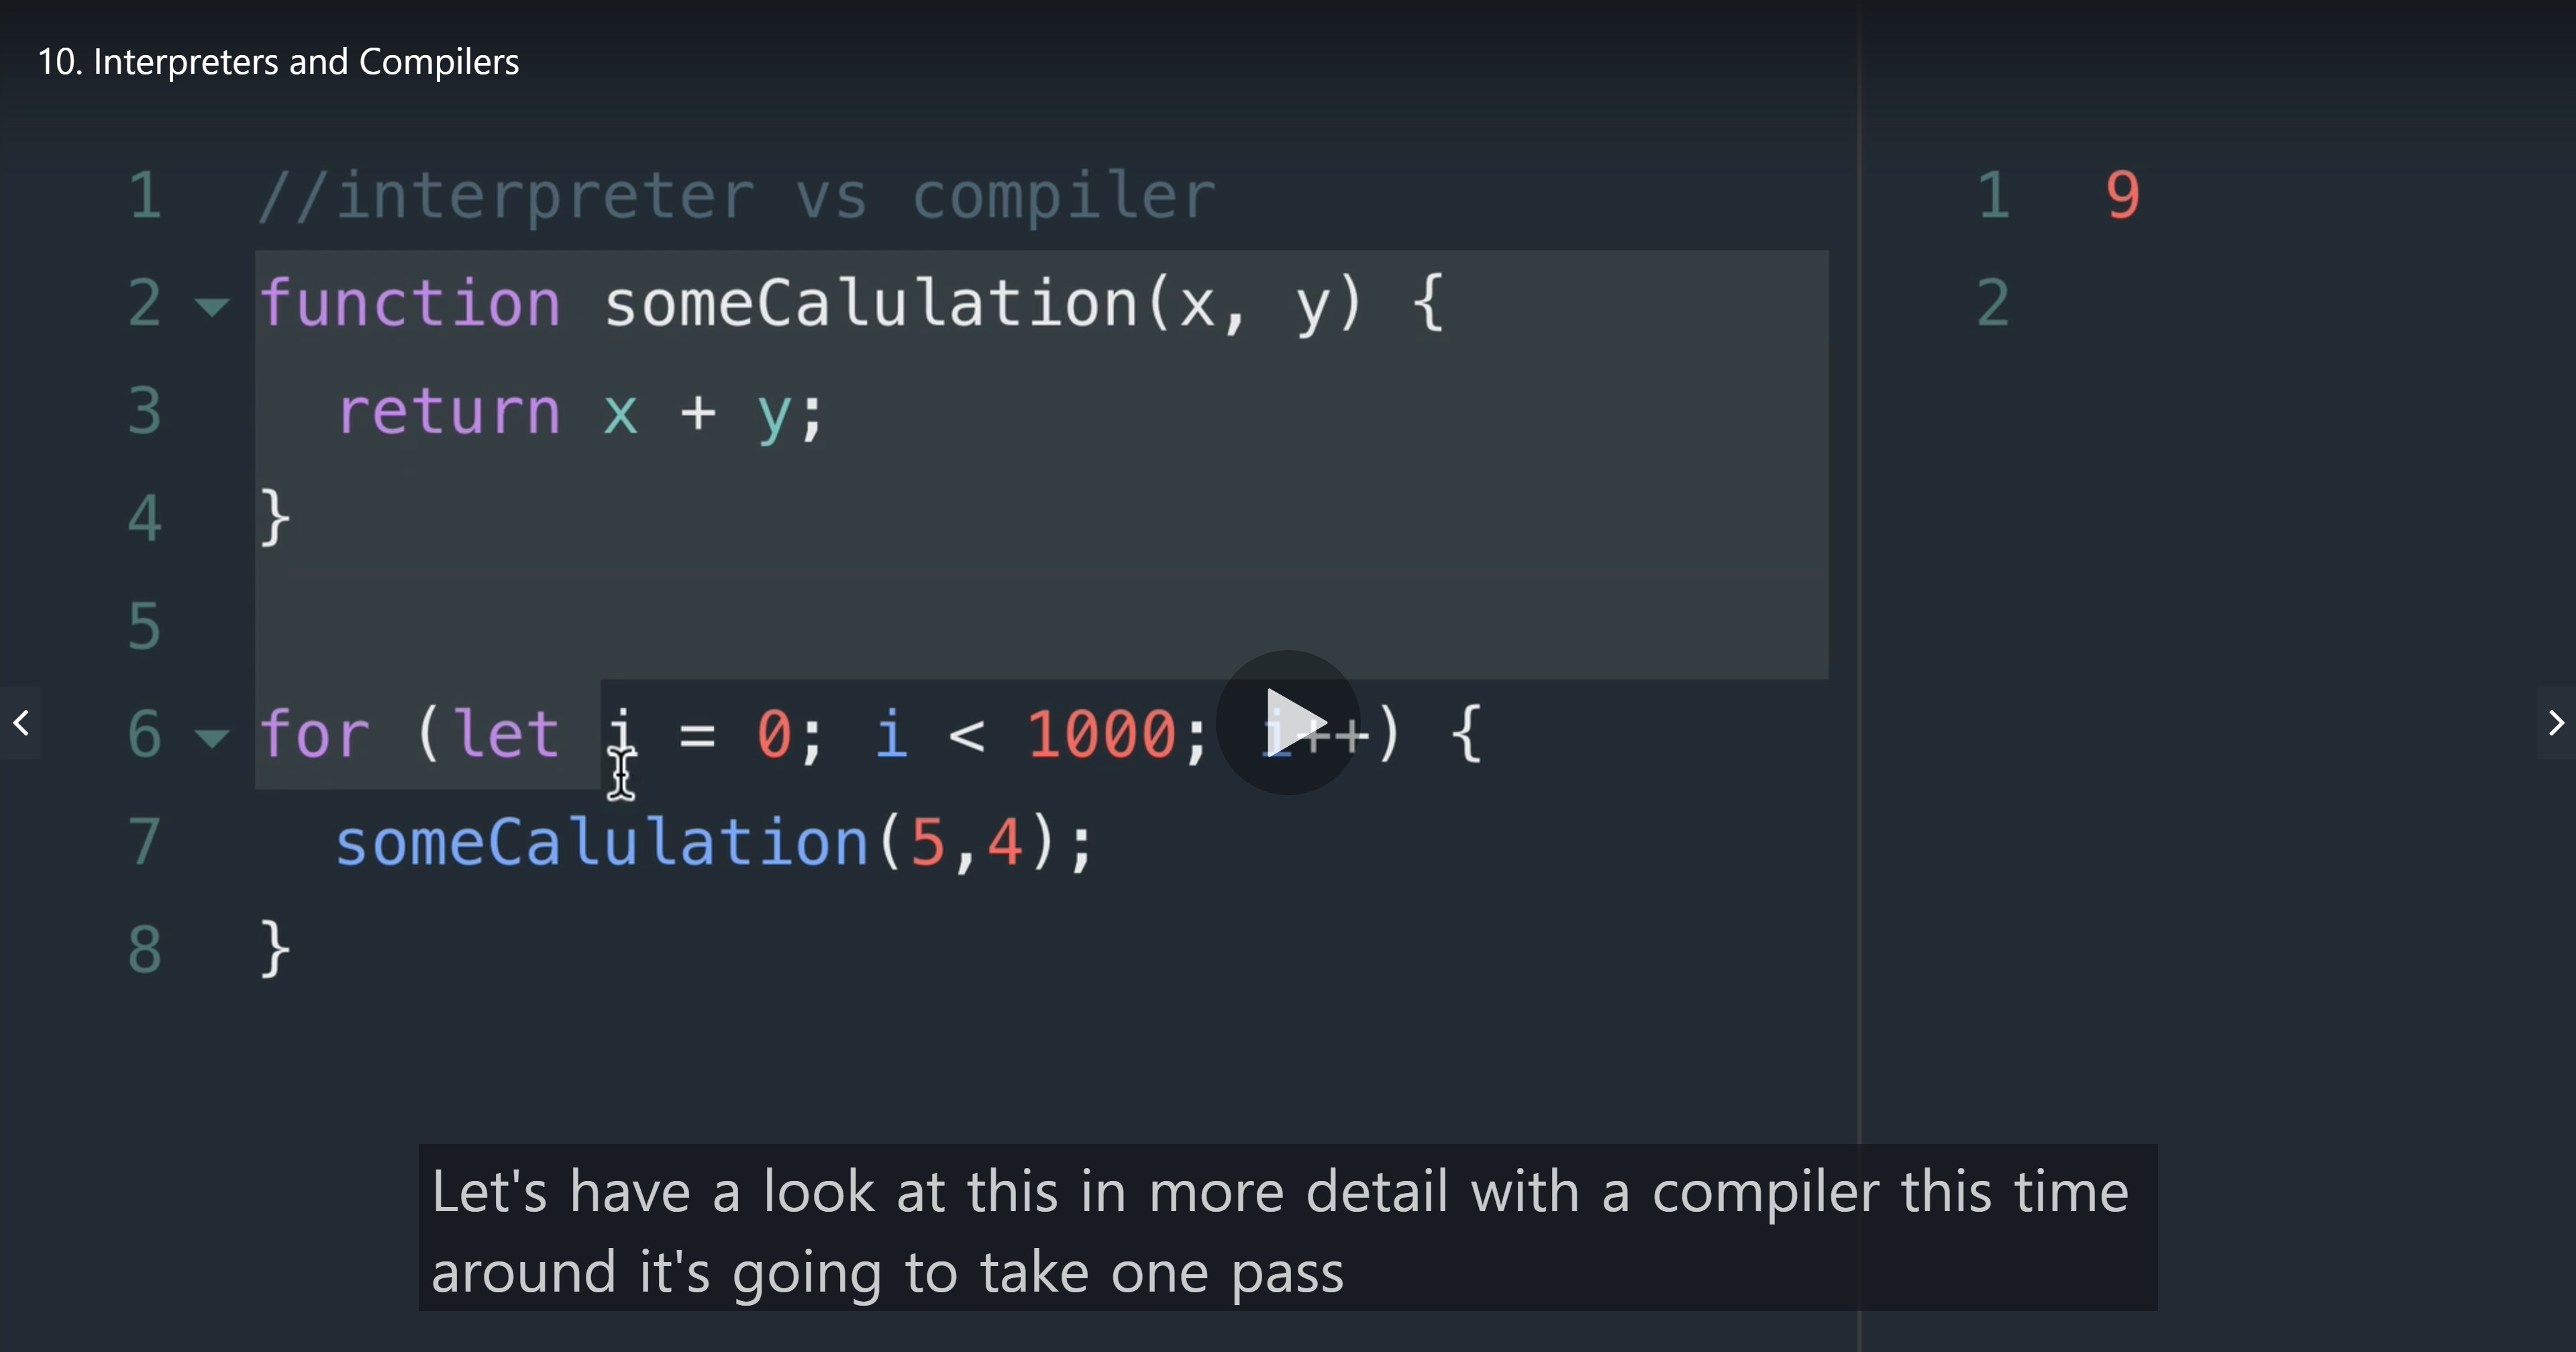 10. Interpreters and Compilers
1 //interpreter vs compiler
2 function someCalulation(x, y) {
3 return x + y;
4 }
5
6 for (let i = 0; i < 1000; i++) {
7 someCalulation(5,4);
8 }
1 9
2
Let's have a look at this in more detail with a compiler this time
around it's going to take one pass